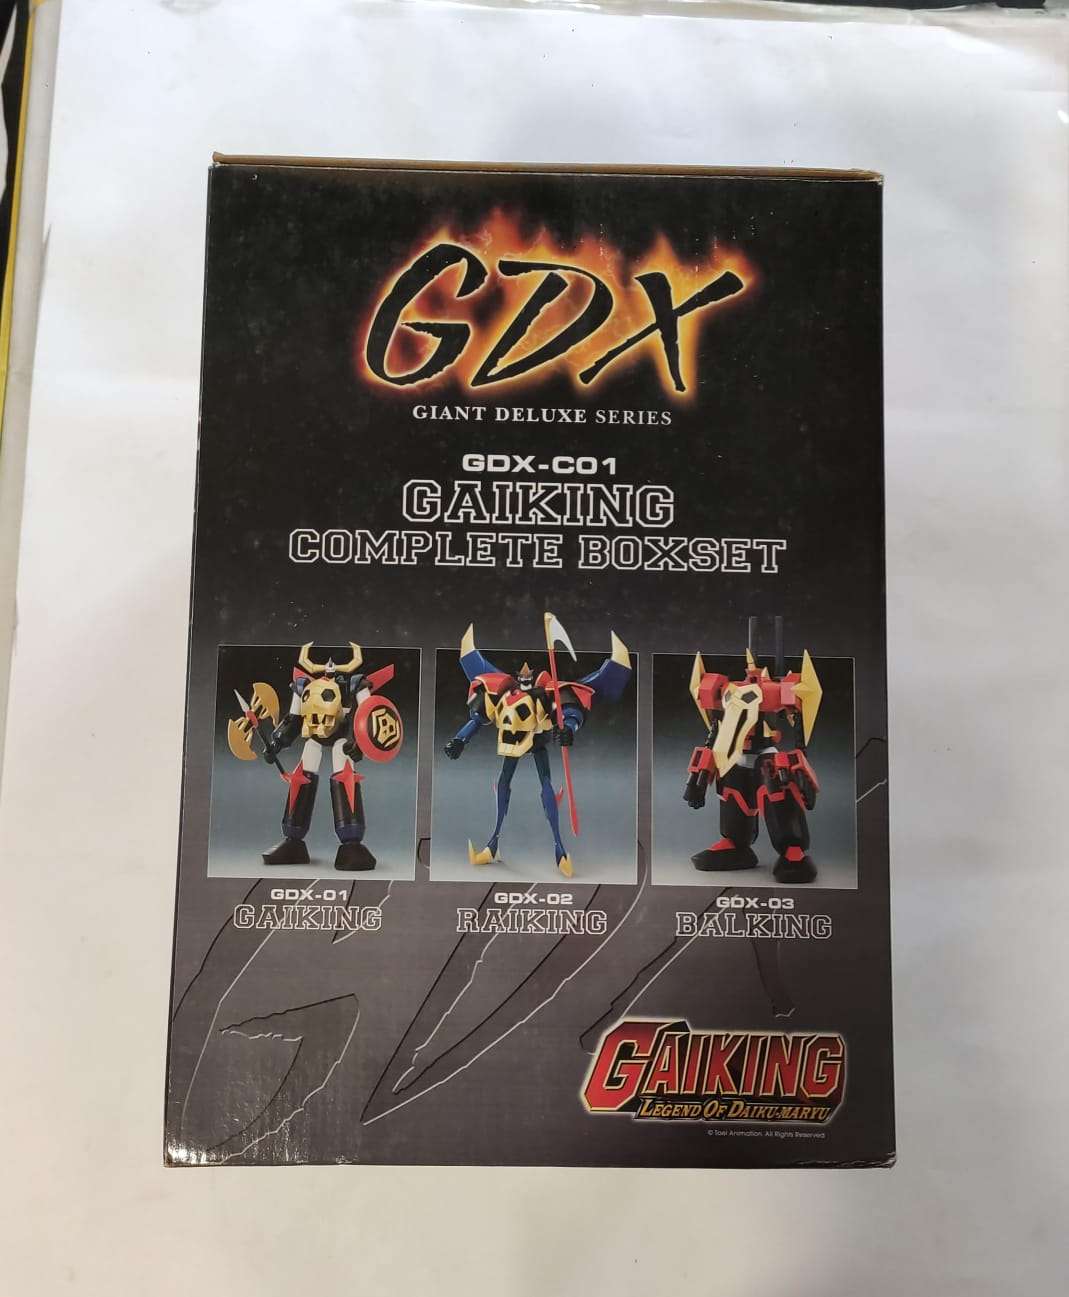 GDX
GIANT DELUXE SERIES
GDX-C01
GAIKING
COMPLETE BOXSET
GDX-01
GAIKING
GDX-02
RAIKING
GDX-03
BALKING
GAIKING
LEGEND OF DAIKU-MARYU
© Toei Animation. All Rights Reserved